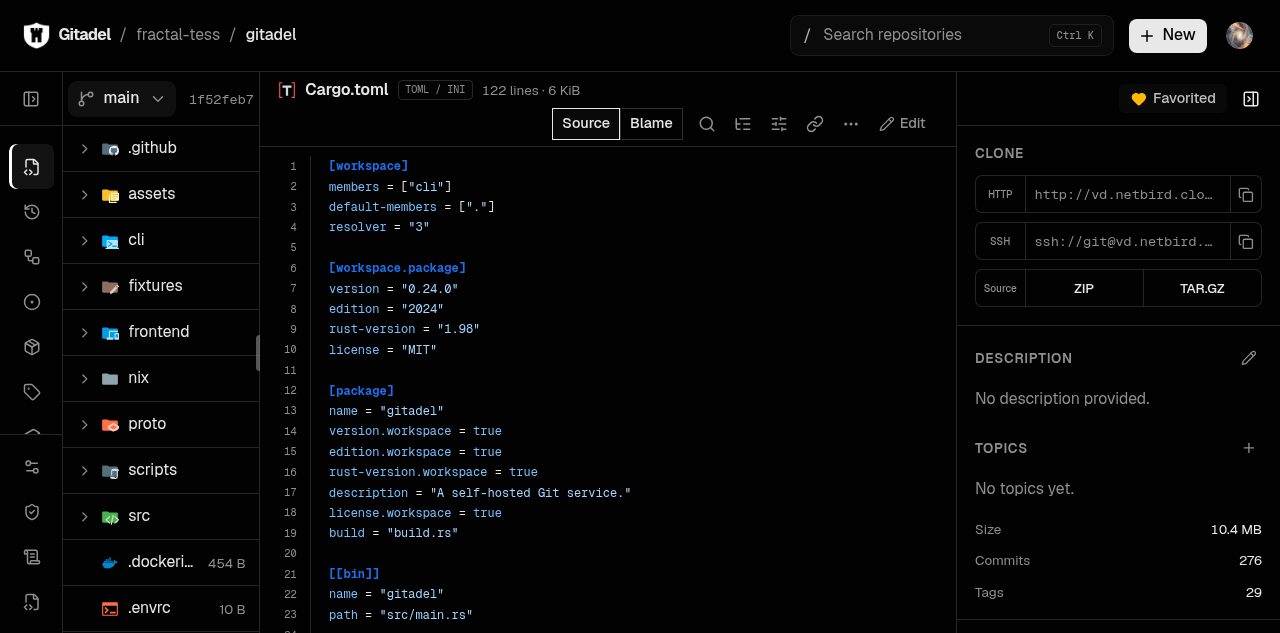 Gitadel / fractal-tess / gitadel
/ Search repositories Ctrl K
New
main 1f52feb7
.github
assets
cli
fixtures
frontend
nix
proto
scripts
src
.dockeri... 454 B
.envrc 10 B
[T] Cargo.toml TOML / INI 122 lines · 6 KiB
Source Blame Edit
1 [workspace]
2 members = ["cli"]
3 default-members = ["."]
4 resolver = "3"
5
6 [workspace.package]
7 version = "0.24.0"
8 edition = "2024"
9 rust-version = "1.98"
10 license = "MIT"
11
12 [package]
13 name = "gitadel"
14 version.workspace = true
15 edition.workspace = true
16 rust-version.workspace = true
17 description = "A self-hosted Git service."
18 license.workspace = true
19 build = "build.rs"
20
21 [[bin]]
22 name = "gitadel"
23 path = "src/main.rs"
Favorited
CLONE
HTTP http://vd.netbird.clo...
SSH ssh://git@vd.netbird....
Source ZIP TAR.GZ
DESCRIPTION
No description provided.
TOPICS
No topics yet.
Size 10.4 MB
Commits 276
Tags 29